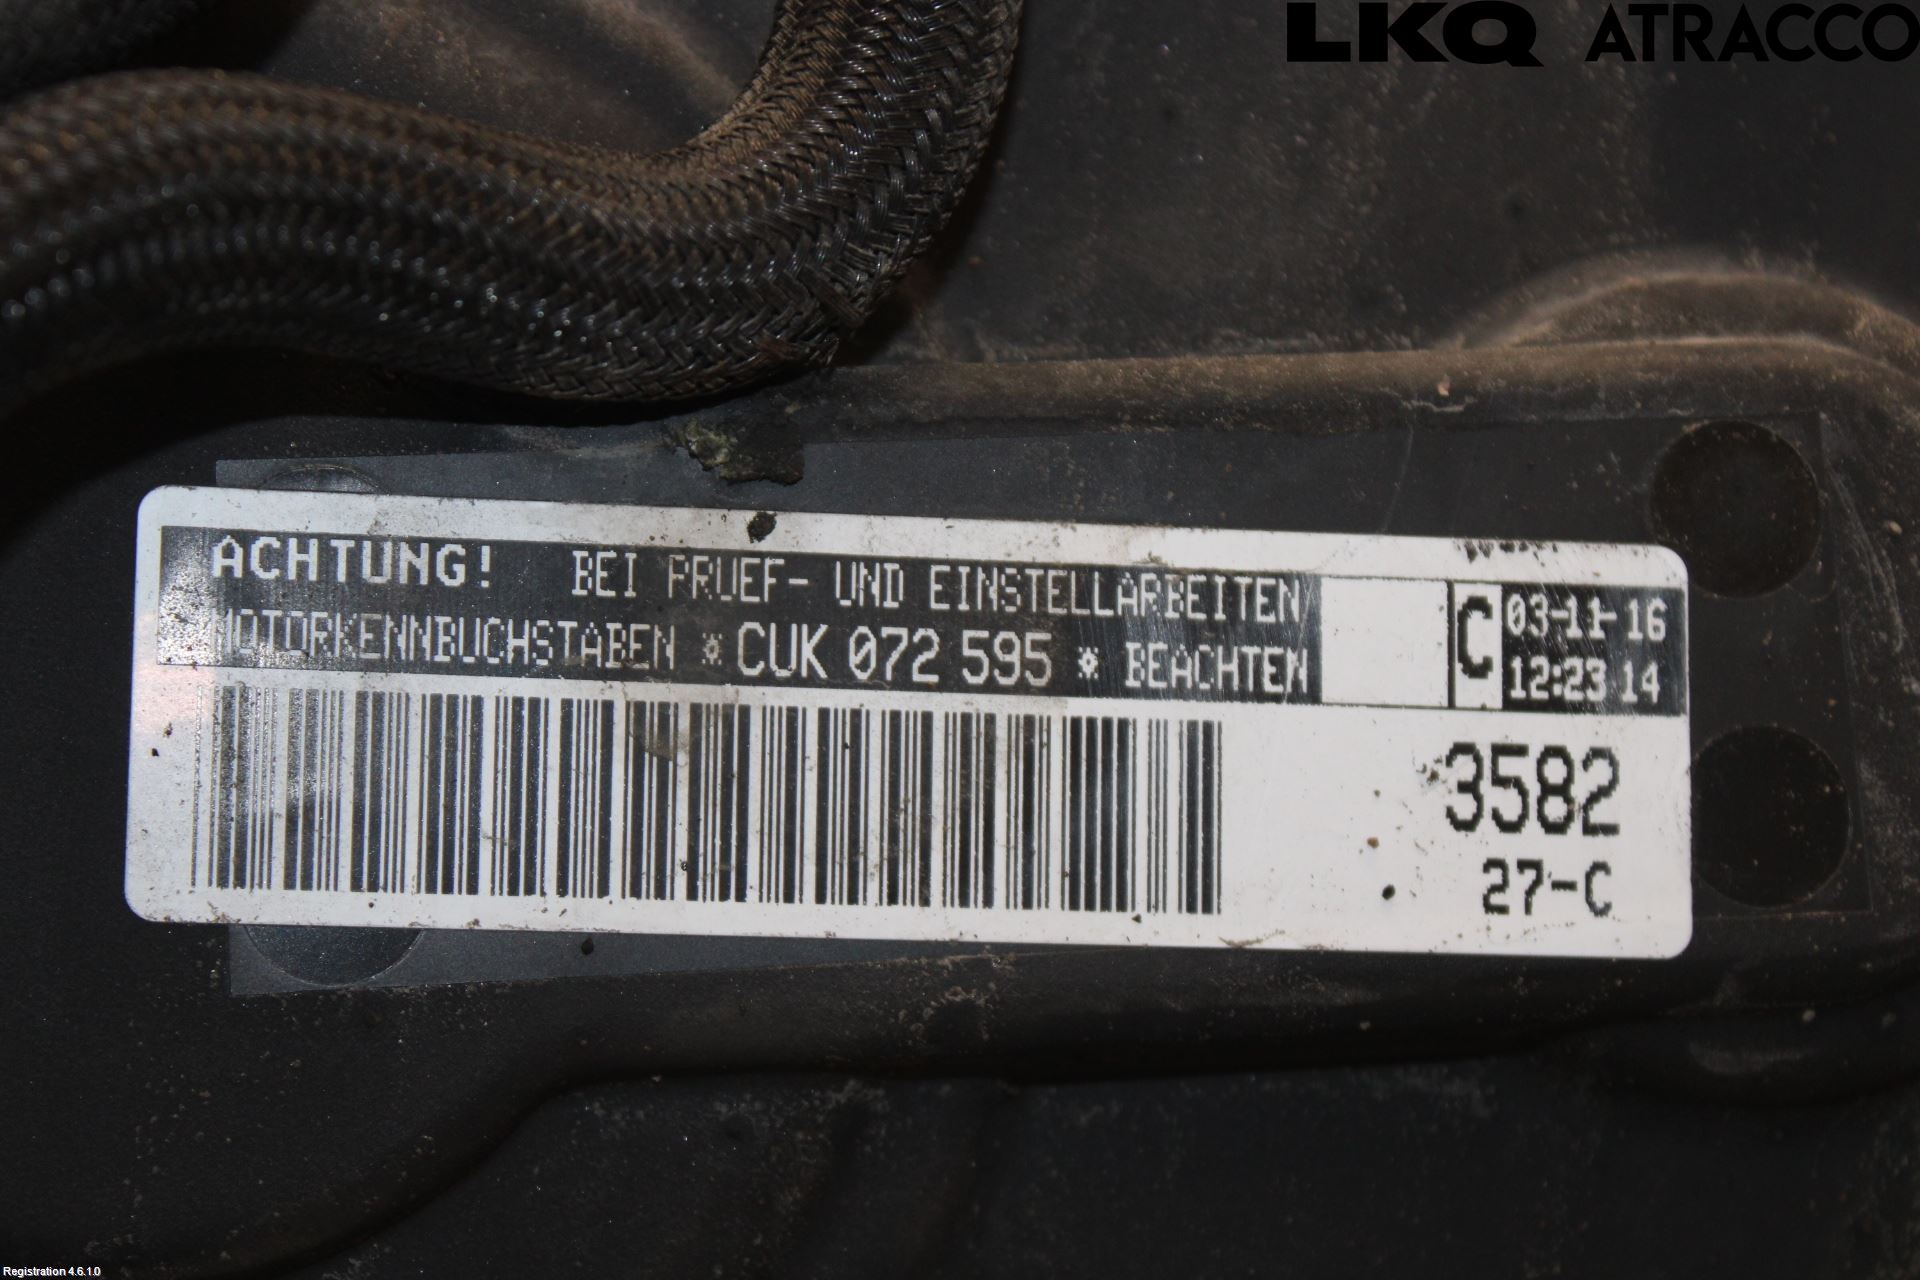 LKQ ATRACCO
ACHTUNG! BEI PRUEF- UND EINSTELLARBEITEN
MOTORKENNBUCHSTABEN * CUK 072 595 * BEACHTEN
C
03-11-16
12:23 14
3582
27-C
Registration 4.6.1.0